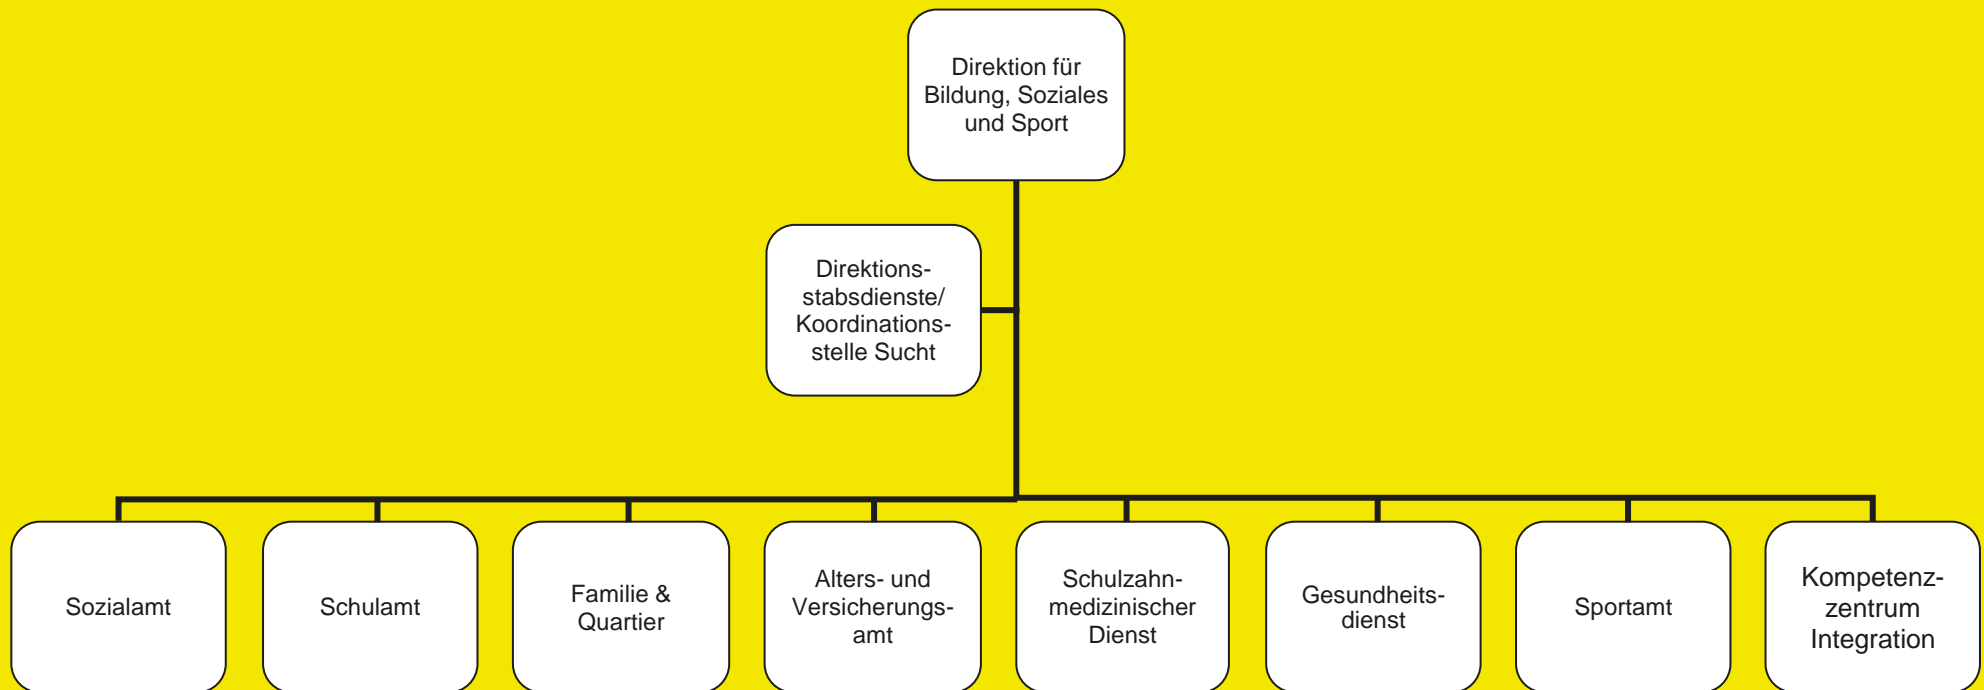 Direktion für
Bildung, Soziales
und Sport
Direktions-
stabsdienste/
Koordinations-
stelle Sucht
Sozialamt
Schulamt
Familie &
Quartier
Alters- und
Versicherungs-
amt
Schulzahn-
medizinischer
Dienst
Gesundheits-
dienst
Sportamt
Kompetenz-
zentrum
Integration